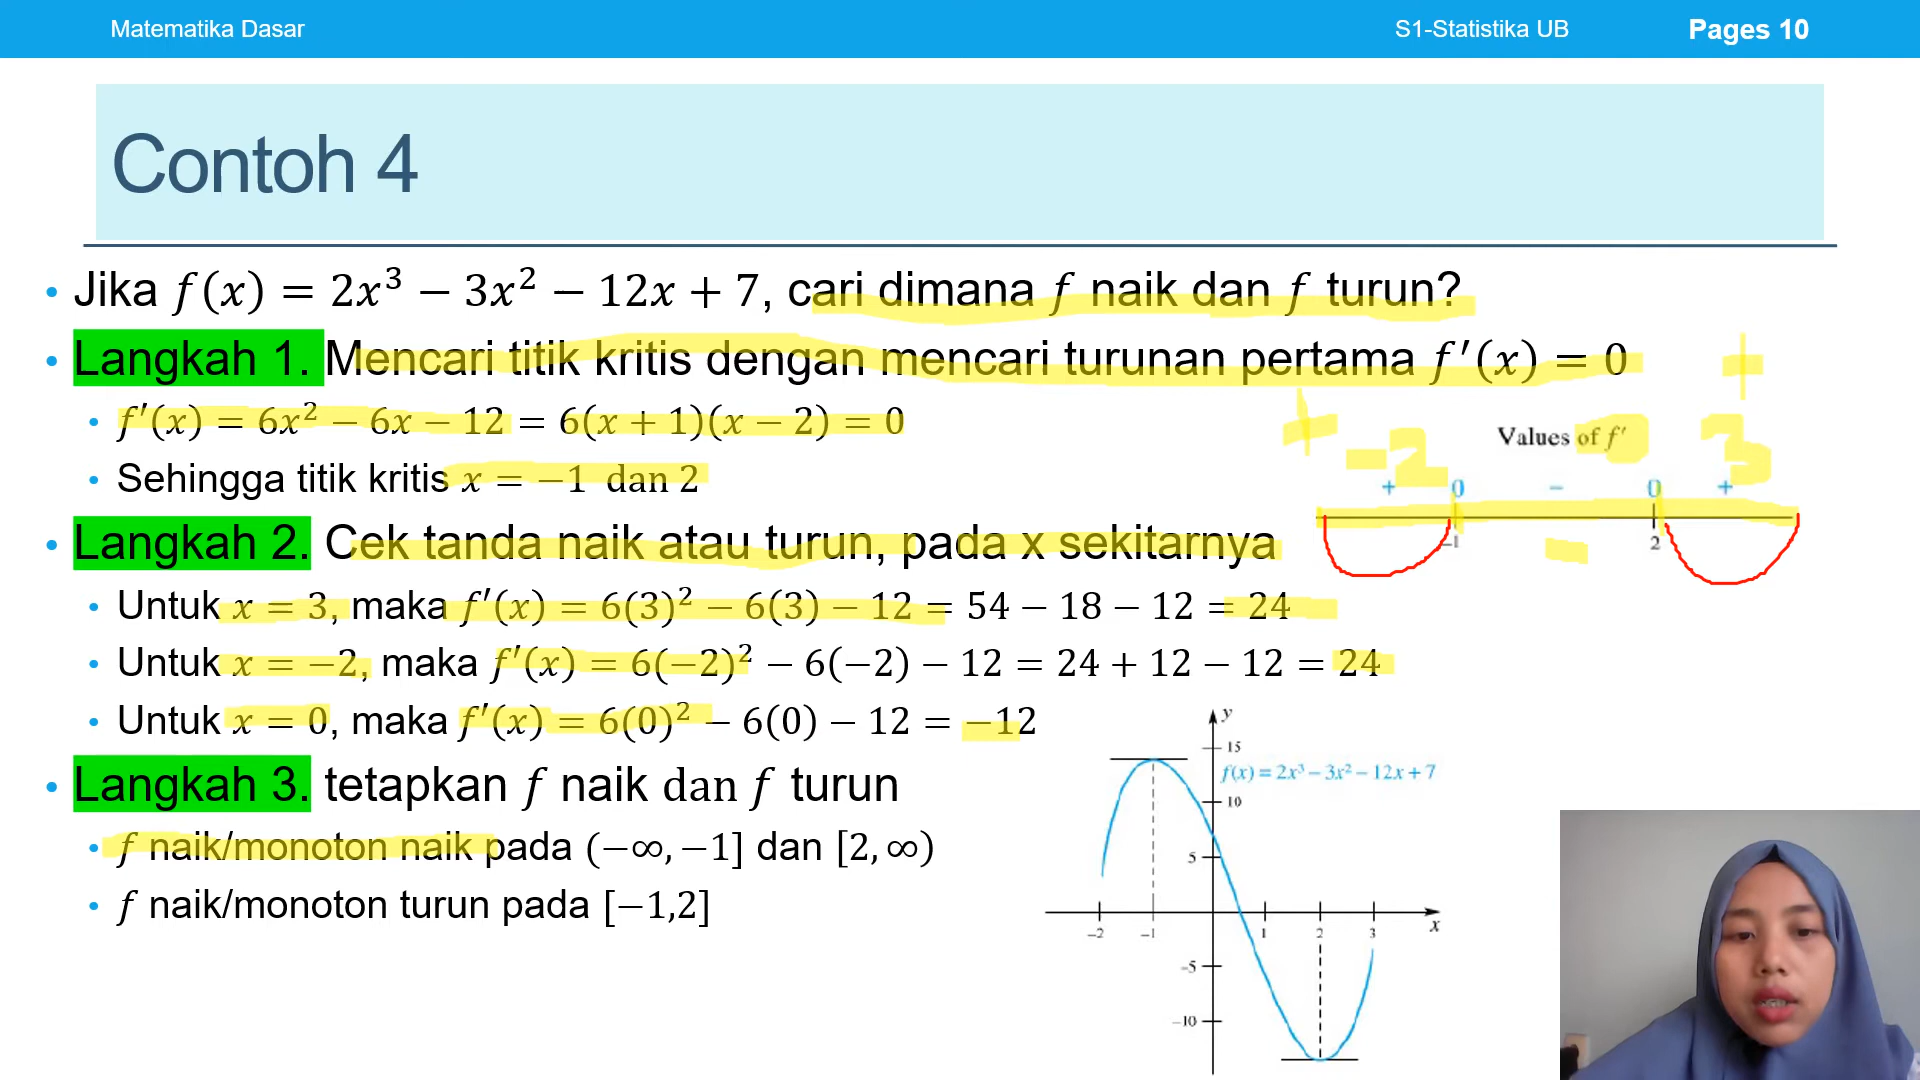 Matematika Dasar S1-Statistika UB Pages 10
Contoh 4
• Jika f(x) = 2x³ − 3x² − 12x + 7, cari dimana f naik dan f turun?
• Langkah 1. Mencari titik kritis dengan mencari turunan pertama f′(x) = 0
• f′(x) = 6x² − 6x − 12 = 6(x + 1)(x − 2) = 0
• Sehingga titik kritis x = −1 dan 2
• Langkah 2. Cek tanda naik atau turun, pada x sekitarnya
• Untuk x = 3, maka f′(x) = 6(3)² − 6(3) − 12 = 54 − 18 − 12 = 24
• Untuk x = −2, maka f′(x) = 6(−2)² − 6(−2) − 12 = 24 + 12 − 12 = 24
• Untuk x = 0, maka f′(x) = 6(0)² − 6(0) − 12 = −12
• Langkah 3. tetapkan f naik dan f turun
• f naik/monoton naik pada (−∞, −1] dan [2, ∞)
• f naik/monoton turun pada [−1,2]
+
+
Values of f′
−2 0 3
+ 0 − 0 +
−1 − 2
y
15
f(x) = 2x³ − 3x² − 12x + 7
10
5
−2 −1 1 2 3 x
−5
−10